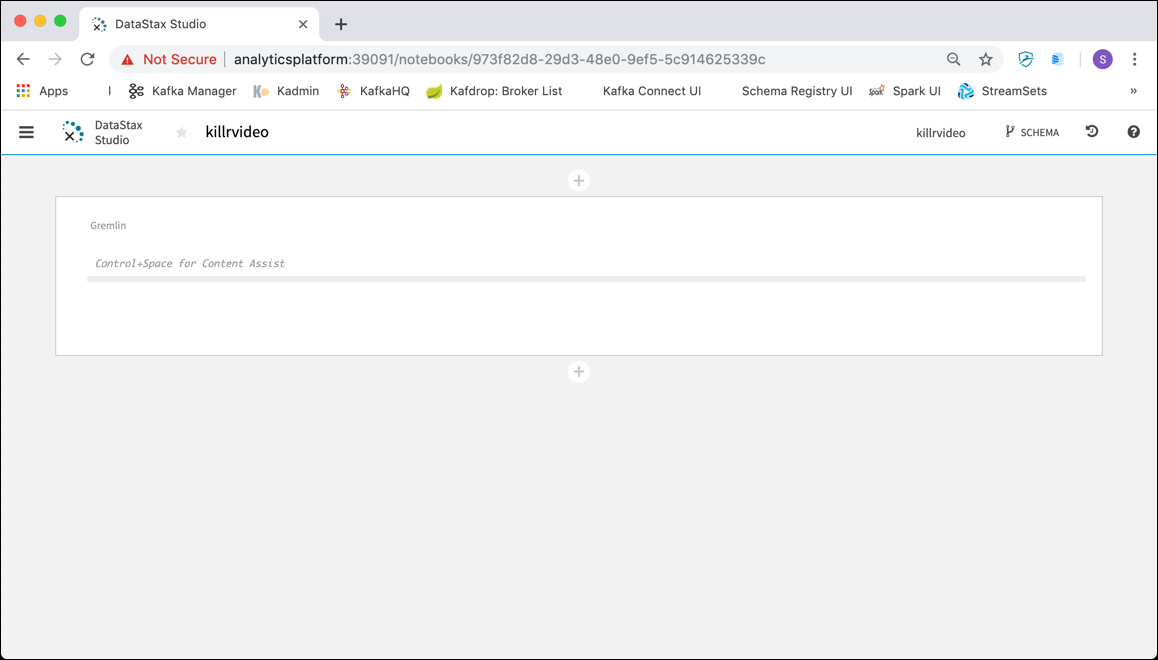 DataStax Studio
Not Secure | analyticsplatform:39091/notebooks/973f82d8-29d3-48e0-9ef5-5c914625339c
S
Apps | Kafka Manager Kadmin KafkaHQ Kafdrop: Broker List Kafka Connect UI Schema Registry UI Spark UI StreamSets »
DataStax
Studio
killrvideo
killrvideo SCHEMA
Gremlin
Control+Space for Content Assist